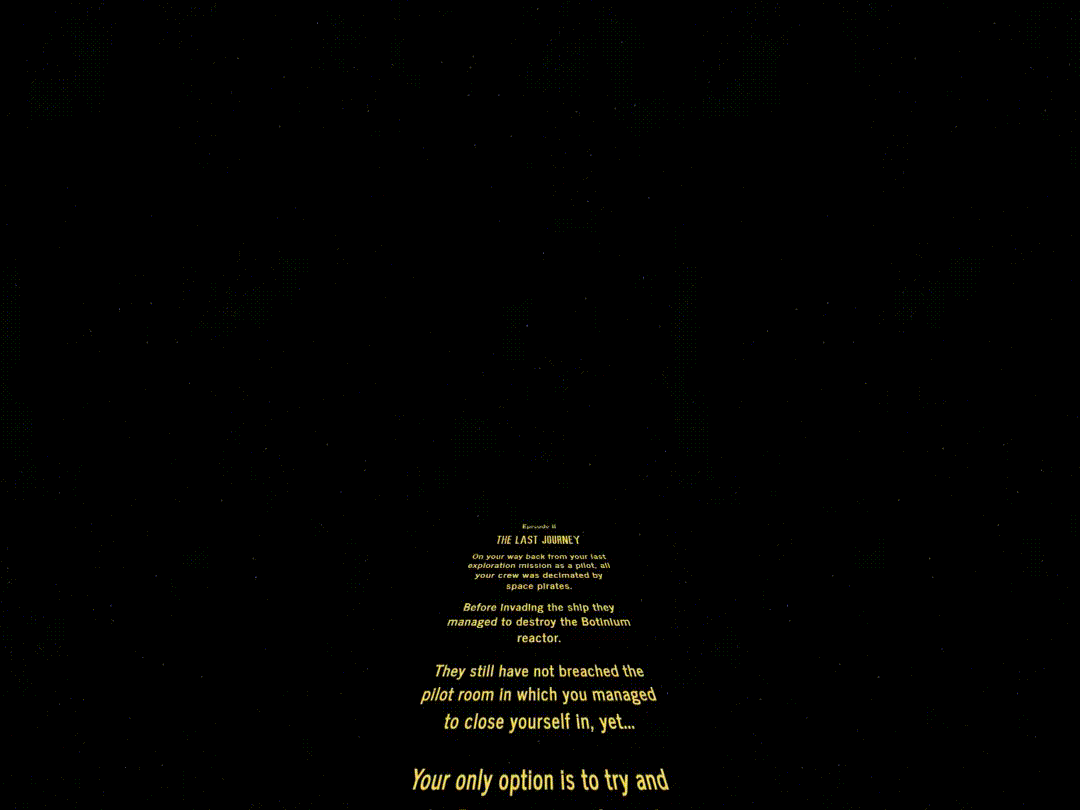 Episode II
THE LAST JOURNEY
On your way back from your last
exploration mission as a pilot, all
your crew was decimated by
space pirates.
Before invading the ship they
managed to destroy the Botinium
reactor.
They still have not breached the
pilot room in which you managed
to close yourself in, yet...
Your only option is to try and